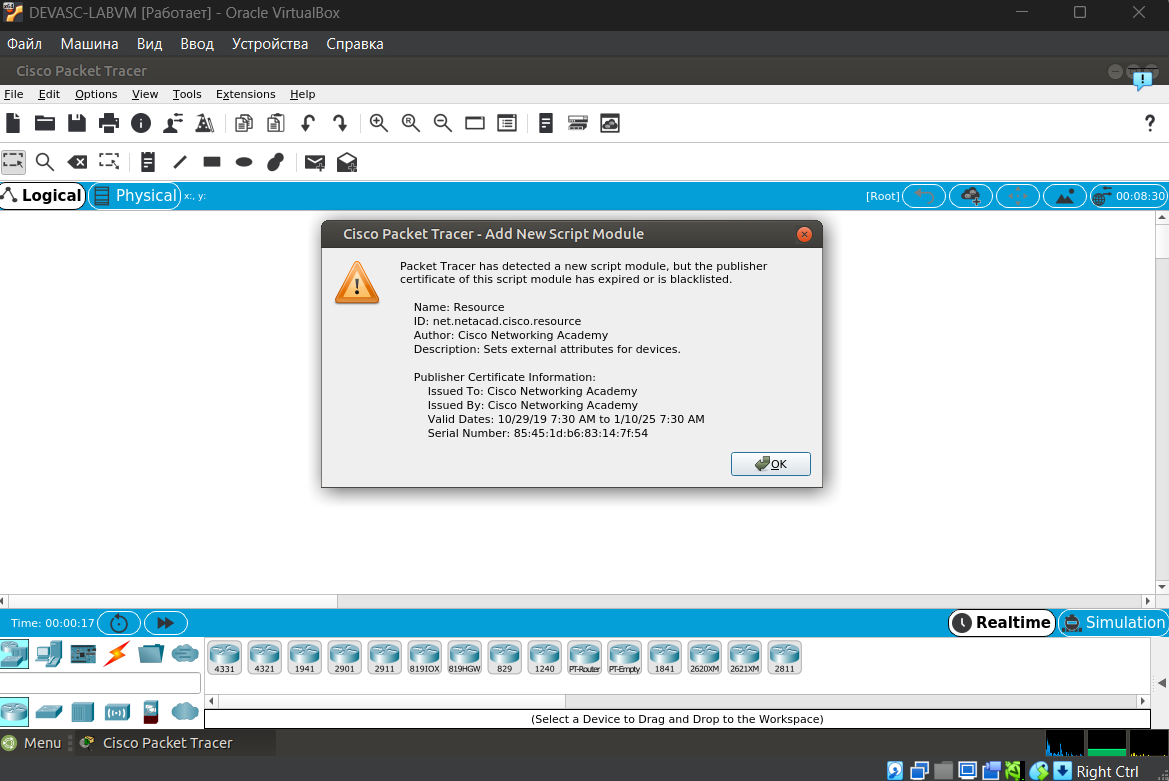 DEVASC-LABVM [Работает] - Oracle VirtualBox
Файл Машина Вид Ввод Устройства Справка
Cisco Packet Tracer
File Edit Options View Tools Extensions Help
Logical Physical x:, y: [Root] 00:08:30
Cisco Packet Tracer - Add New Script Module
Packet Tracer has detected a new script module, but the publisher
certificate of this script module has expired or is blacklisted.
Name: Resource
ID: net.netacad.cisco.resource
Author: Cisco Networking Academy
Description: Sets external attributes for devices.
Publisher Certificate Information:
Issued To: Cisco Networking Academy
Issued By: Cisco Networking Academy
Valid Dates: 10/29/19 7:30 AM to 1/10/25 7:30 AM
Serial Number: 85:45:1d:b6:83:14:7f:54
OK
Time: 00:00:17 Realtime Simulation
4331 4321 1941 2901 2911 819IOX 819HGW 829 1240 PT-Router PT-Empty 1841 2620XM 2621XM 2811
(Select a Device to Drag and Drop to the Workspace)
Menu Cisco Packet Tracer
Right Ctrl